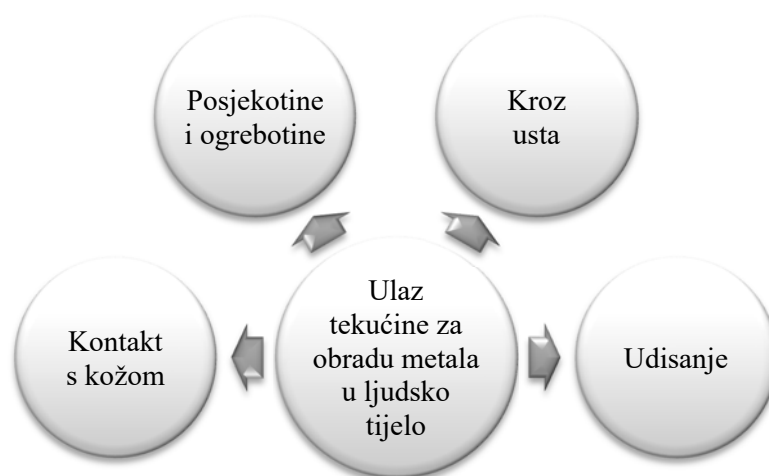 Posjekotine
i ogrebotine
Kroz
usta
Kontakt
s kožom
Ulaz
tekućine za
obradu metala
u ljudsko
tijelo
Udisanje